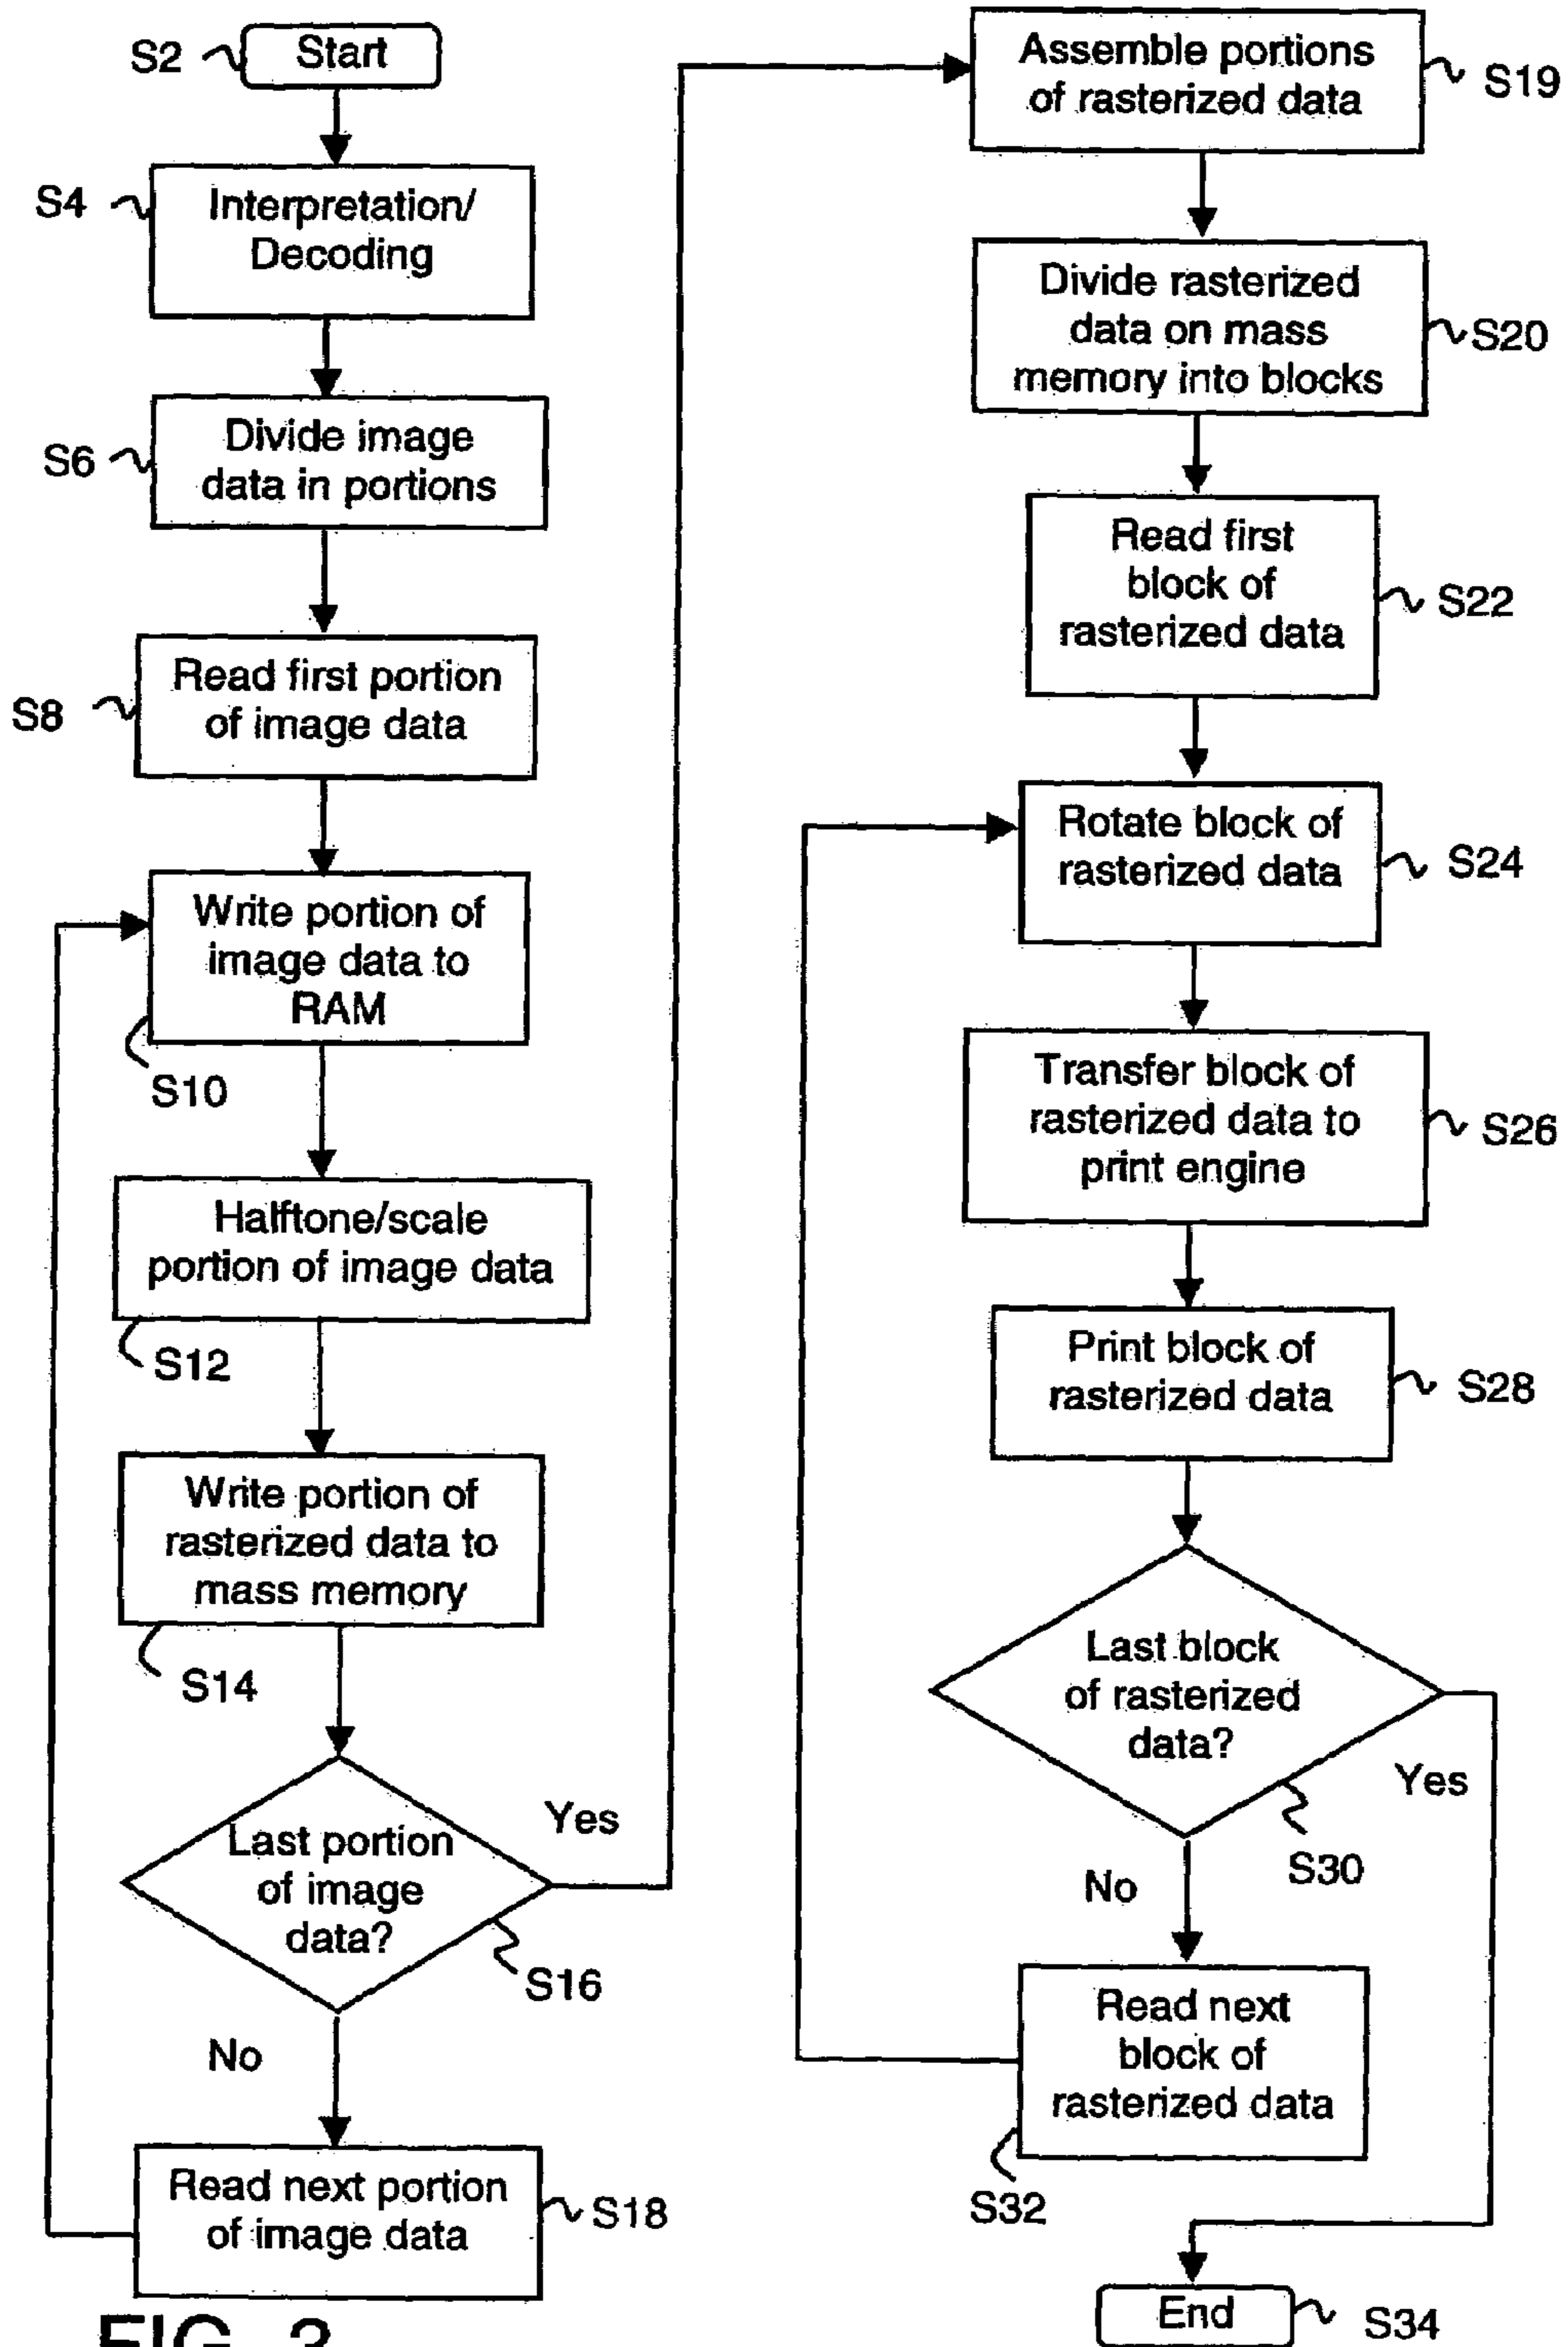 S2
Start
S4
Interpretation/
Decoding
S6
Divide image
data in portions
S8
Read first portion
of image data
Write portion of
image data to
RAM
S10
Halftone/scale
portion of image data
S12
Write portion of
rasterized data to
mass memory
S14
Last portion
of image
data?
Yes
S16
No
Read next portion
of image data
S18
Assemble portions
of rasterized data
S19
Divide rasterized
data on mass
memory into blocks
S20
Read first
block of
rasterized data
S22
Rotate block of
rasterized data
S24
Transfer block of
rasterized data to
print engine
S26
Print block of
rasterized data
S28
Last block
of rasterized
data?
Yes
S30
No
Read next
block of
rasterized data
S32
End
S34
FIG.